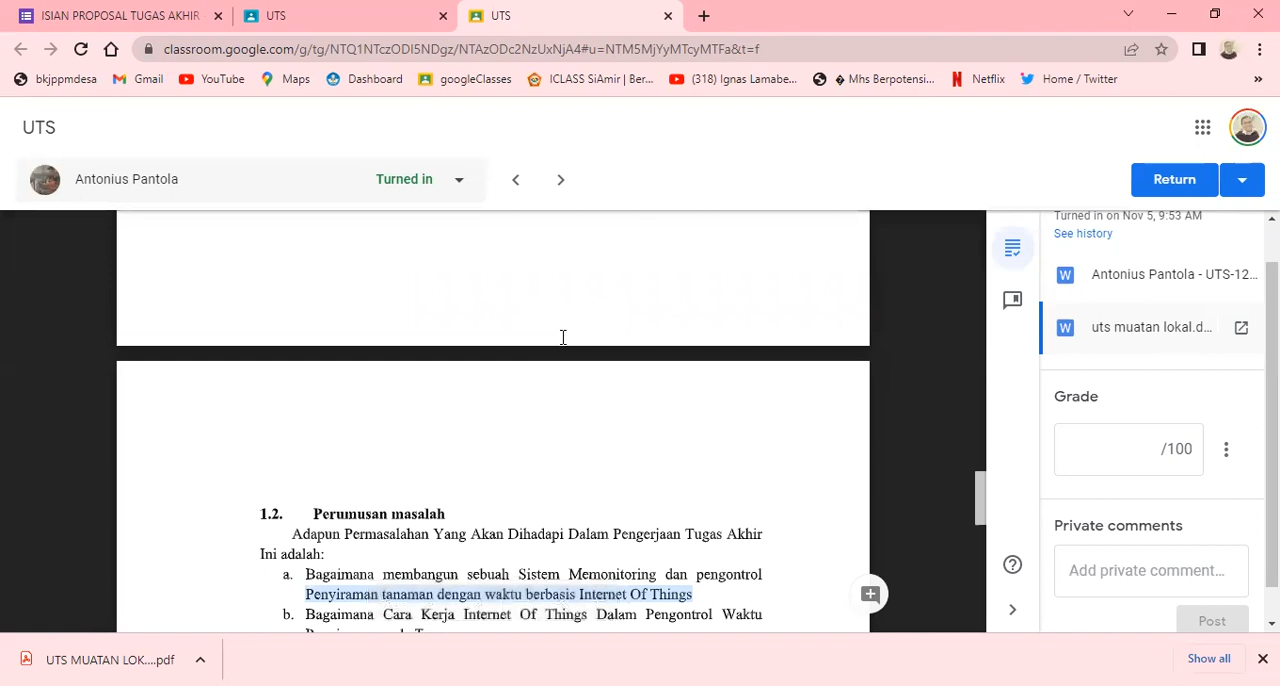 ISIAN PROPOSAL TUGAS AKHIR
UTS
UTS
classroom.google.com/g/tg/NTQ1NTczODI5NDgz/NTAzODc2NzUxNjA4#u=NTM5MjYyMTcyMTFa&t=f
bkjppmdesa
Gmail
YouTube
Maps
Dashboard
googleClasses
ICLASS SiAmir | Ber...
(318) Ignas Lamabe...
� Mhs Berpotensi...
Netflix
Home / Twitter
»
UTS
Antonius Pantola
Turned in
Return
Turned in on Nov 5, 9:53 AM
See history
Antonius Pantola - UTS-12...
uts muatan lokal.d...
Grade
/100
Private comments
Add private comment...
Post
1.2. Perumusan masalah
Adapun Permasalahan Yang Akan Dihadapi Dalam Pengerjaan Tugas Akhir
Ini adalah:
a. Bagaimana membangun sebuah Sistem Memonitoring dan pengontrol
Penyiraman tanaman dengan waktu berbasis Internet Of Things
b. Bagaimana Cara Kerja Internet Of Things Dalam Pengontrol Waktu
UTS MUATAN LOK....pdf
Show all